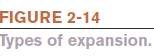 FIGURE 2-14
Types of expansion.